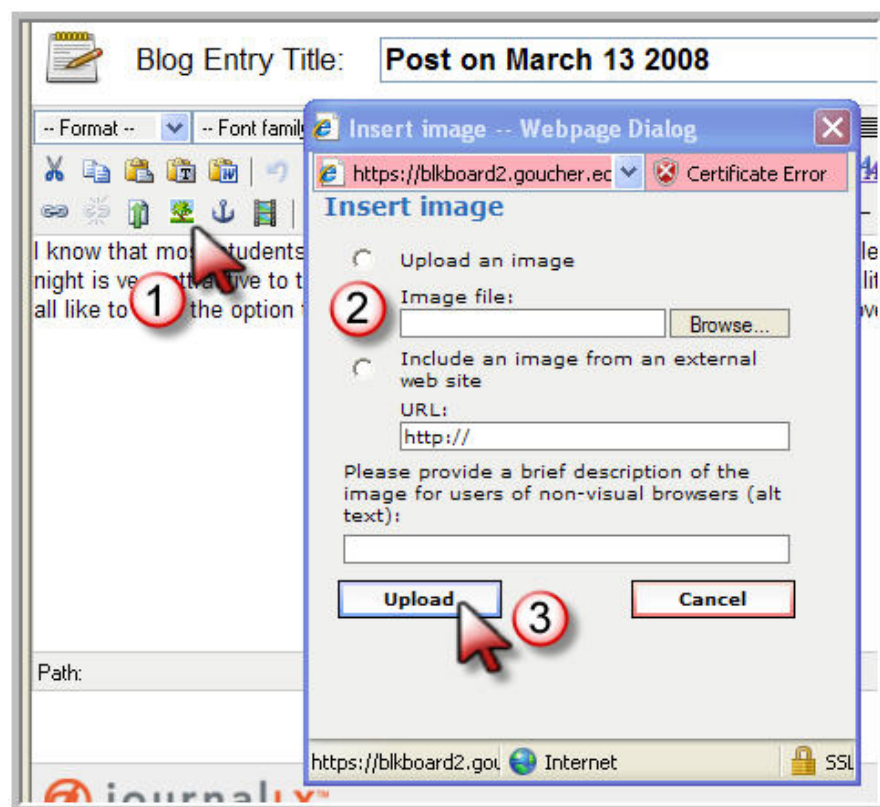 Blog Entry Title: Post on March 13 2008
-- Format -- -- Font family
Insert image -- Webpage Dialog
https://blkboard2.goucher.ec Certificate Error
Insert image
I know that most students
night is ve
all like to the option
1
Upload an image
2
Image file:
Browse...
Include an image from an external
web site
URL:
http://
Please provide a brief description of the
image for users of non-visual browsers (alt
text):
Upload Cancel
3
Path:
https://blkboard2.gou Internet SSL
journalLX™